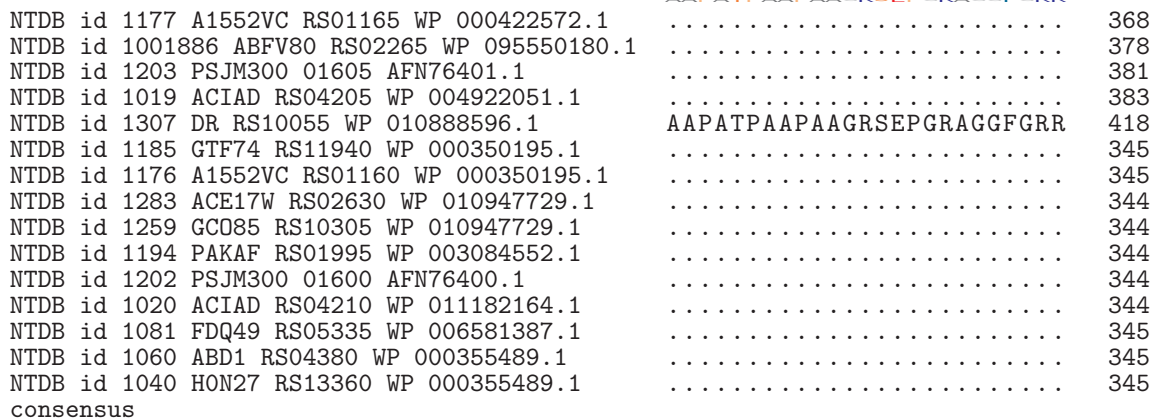 NTDB id 1177 A1552VC RS01165 WP 000422572.1 . . . . . . . . . . . . . . . . . . . . . . . . . 368
NTDB id 1001886 ABFV80 RS02265 WP 095550180.1 . . . . . . . . . . . . . . . . . . . . . . . . . 378
NTDB id 1203 PSJM300 01605 AFN76401.1 . . . . . . . . . . . . . . . . . . . . . . . . . 381
NTDB id 1019 ACIAD RS04205 WP 004922051.1 . . . . . . . . . . . . . . . . . . . . . . . . . 383
NTDB id 1307 DR RS10055 WP 010888596.1 AAPATPAAPAAGRSEPGRAGGFGRR 418
NTDB id 1185 GTF74 RS11940 WP 000350195.1 . . . . . . . . . . . . . . . . . . . . . . . . . 345
NTDB id 1176 A1552VC RS01160 WP 000350195.1 . . . . . . . . . . . . . . . . . . . . . . . . . 345
NTDB id 1283 ACE17W RS02630 WP 010947729.1 . . . . . . . . . . . . . . . . . . . . . . . . . 344
NTDB id 1259 GCO85 RS10305 WP 010947729.1 . . . . . . . . . . . . . . . . . . . . . . . . . 344
NTDB id 1194 PAKAF RS01995 WP 003084552.1 . . . . . . . . . . . . . . . . . . . . . . . . . 344
NTDB id 1202 PSJM300 01600 AFN76400.1 . . . . . . . . . . . . . . . . . . . . . . . . . 344
NTDB id 1020 ACIAD RS04210 WP 011182164.1 . . . . . . . . . . . . . . . . . . . . . . . . . 344
NTDB id 1081 FDQ49 RS05335 WP 006581387.1 . . . . . . . . . . . . . . . . . . . . . . . . . 345
NTDB id 1060 ABD1 RS04380 WP 000355489.1 . . . . . . . . . . . . . . . . . . . . . . . . . 345
NTDB id 1040 H0N27 RS13360 WP 000355489.1 . . . . . . . . . . . . . . . . . . . . . . . . . 345
consensus